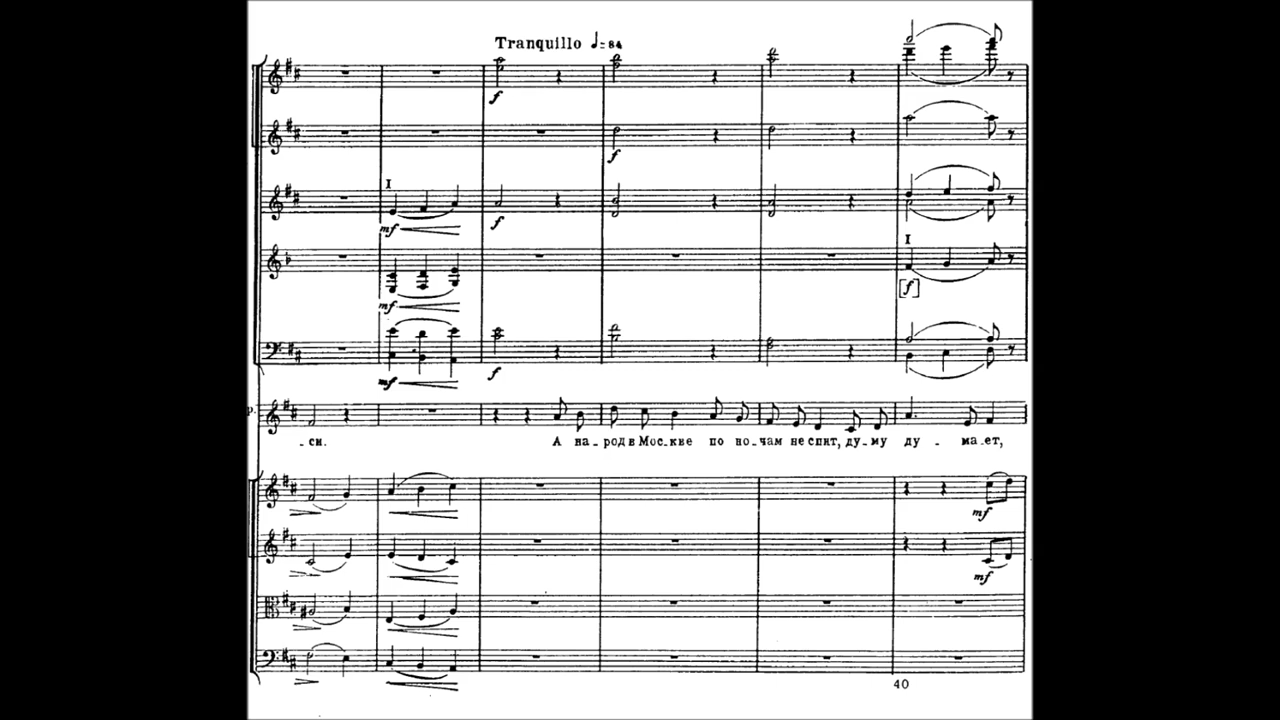 Tranquillo ♩=84
f
f
I
mf
f
I
mf
[f]
mf
f
р.
-си. А на-род в Мос-кве по но-чам не спит, ду-му ду - ма-ет,
mf
mf
40